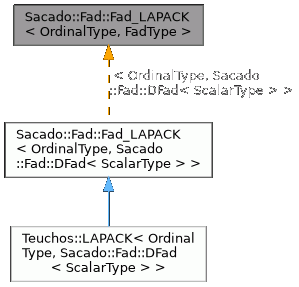 Sacado::Fad::Fad_LAPACK
< OrdinalType, FadType >
< OrdinalType, Sacado
::Fad::DFad< ScalarType > >
Sacado::Fad::Fad_LAPACK
< OrdinalType, Sacado
::Fad::DFad< ScalarType > >
Teuchos::LAPACK< Ordinal
Type, Sacado::Fad::DFad
< ScalarType > >